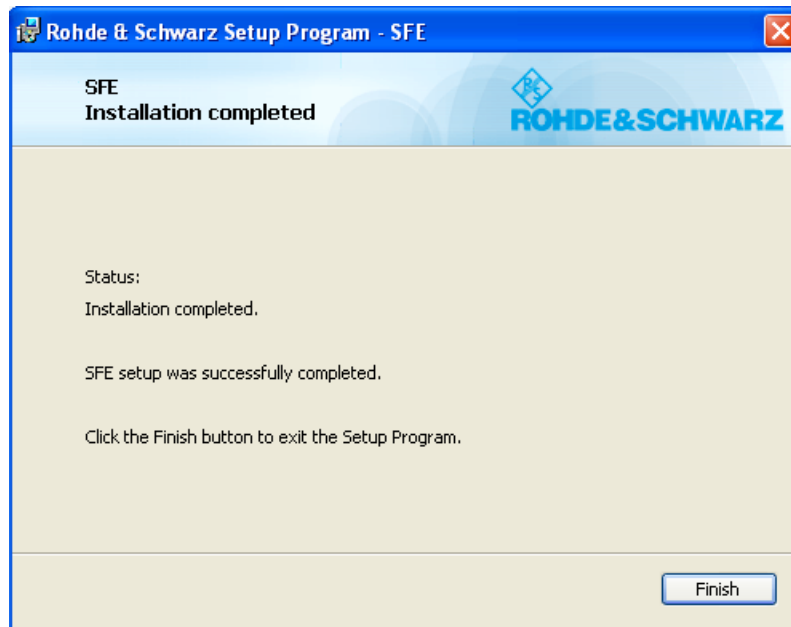 Rohde & Schwarz Setup Program - SFE
SFE
Installation completed
R&S
ROHDE&SCHWARZ
Status:
Installation completed.
SFE setup was successfully completed.
Click the Finish button to exit the Setup Program.
Finish